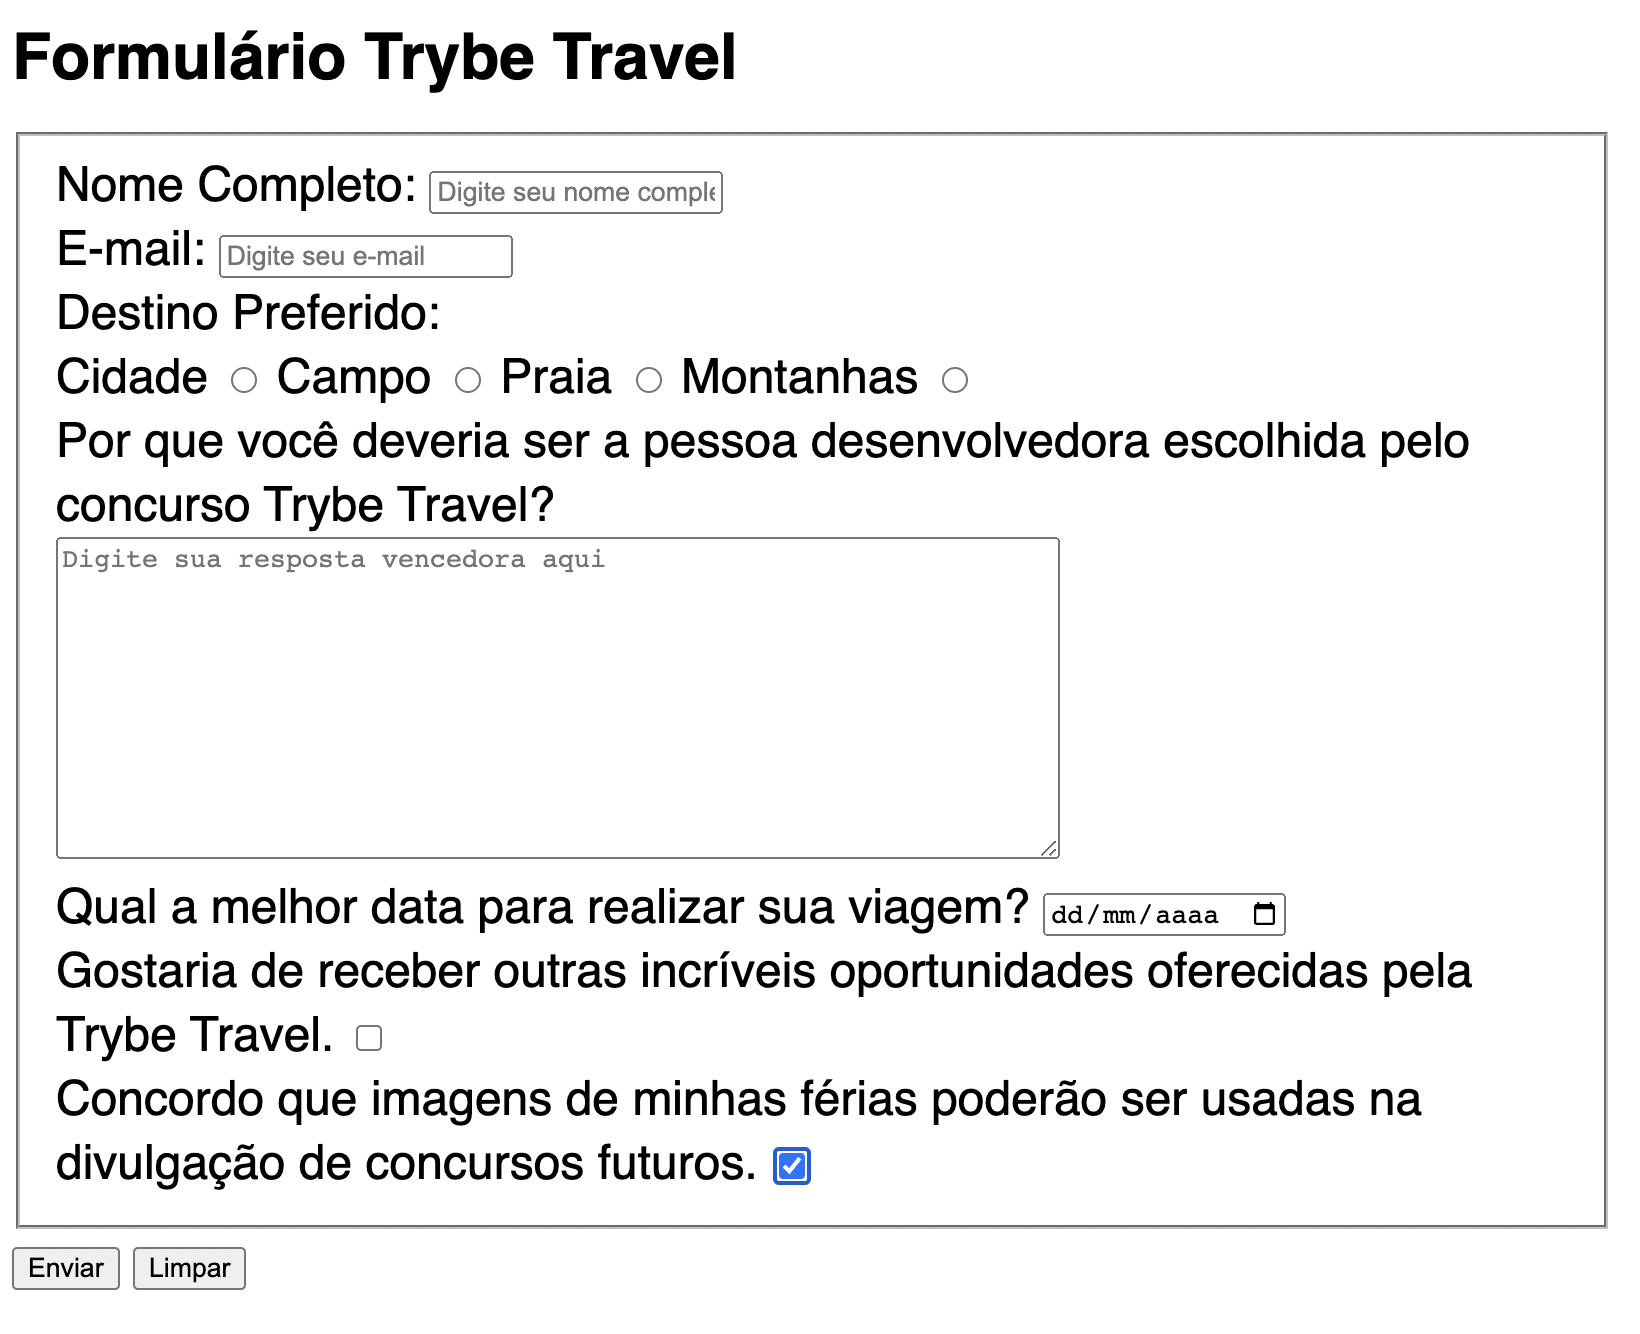 Formulário Trybe Travel
Nome Completo: Digite seu nome comple
E-mail: Digite seu e-mail
Destino Preferido:
Cidade Campo Praia Montanhas
Por que você deveria ser a pessoa desenvolvedora escolhida pelo
concurso Trybe Travel?
Digite sua resposta vencedora aqui
Qual a melhor data para realizar sua viagem? dd/mm/aaaa
Gostaria de receber outras incríveis oportunidades oferecidas pela
Trybe Travel.
Concordo que imagens de minhas férias poderão ser usadas na
divulgação de concursos futuros.
Enviar Limpar